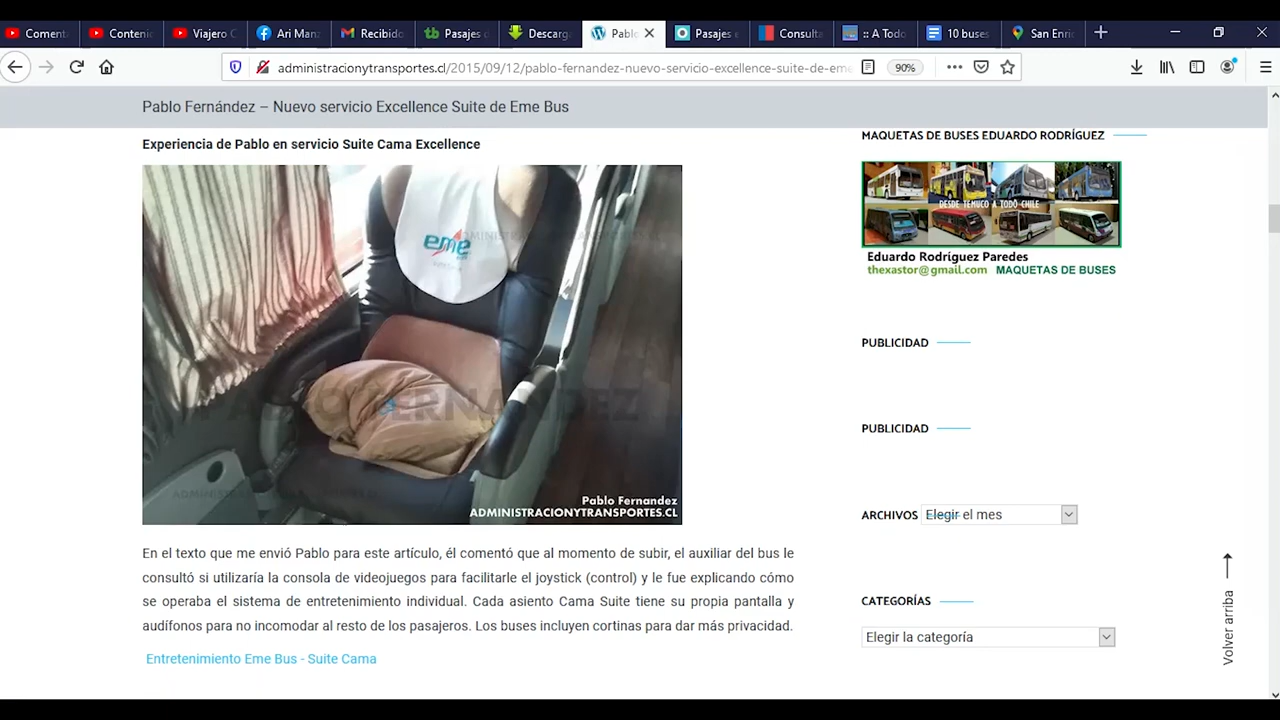 Coment
Conteni
Viajero C
Ari Manz
Recibido
Pasajes d
Descarg
Pablo
Pasajes e
Consulta
:: A Todo
10 buses
San Enri
administracionytransportes.cl/2015/09/12/pablo-fernandez-nuevo-servicio-excellence-suite-de-eme
90%
Pablo Fernández – Nuevo servicio Excellence Suite de Eme Bus
Experiencia de Pablo en servicio Suite Cama Excellence
eme
PABLO FERNANDEZ
Pablo Fernandez
ADMINISTRACIONYTRANSPORTES.CL
En el texto que me envió Pablo para este artículo, él comentó que al momento de subir, el auxiliar del bus le
consultó si utilizaría la consola de videojuegos para facilitarle el joystick (control) y le fue explicando cómo
se operaba el sistema de entretenimiento individual. Cada asiento Cama Suite tiene su propia pantalla y
audífonos para no incomodar al resto de los pasajeros. Los buses incluyen cortinas para dar más privacidad.
Entretenimiento Eme Bus - Suite Cama
MAQUETAS DE BUSES EDUARDO RODRÍGUEZ
DESDE TEMUCO A TODO CHILE
Eduardo Rodríguez Paredes
thexastor@gmail.com MAQUETAS DE BUSES
PUBLICIDAD
PUBLICIDAD
ARCHIVOS Elegir el mes
CATEGORÍAS
Elegir la categoría
Volver arriba